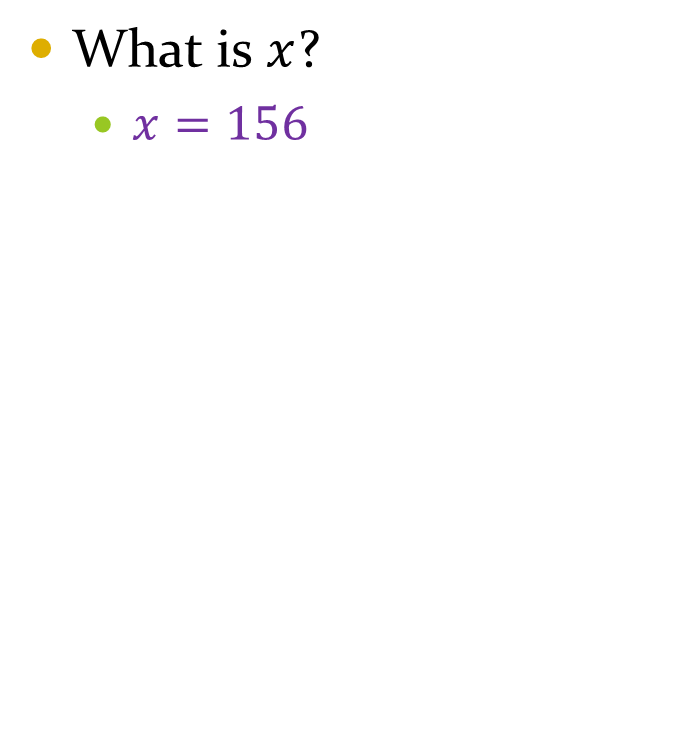 • What is 𝑥?
• 𝑥 = 156